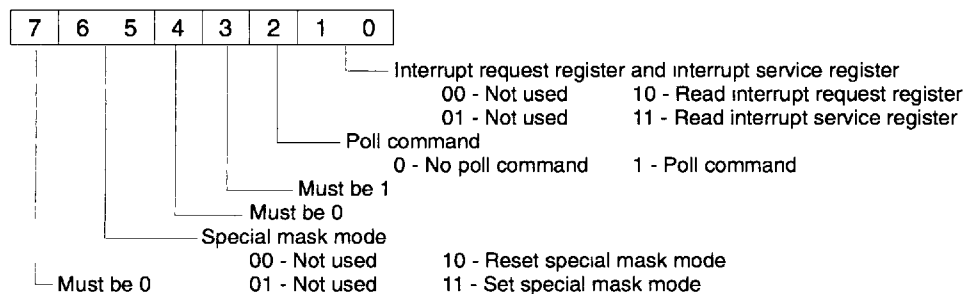 7 6 5 4 3 2 1 0
Interrupt request register and interrupt service register
00 - Not used 10 - Read interrupt request register
01 - Not used 11 - Read interrupt service register
Poll command
0 - No poll command 1 - Poll command
Must be 1
Must be 0
Special mask mode
00 - Not used 10 - Reset special mask mode
Must be 0 01 - Not used 11 - Set special mask mode